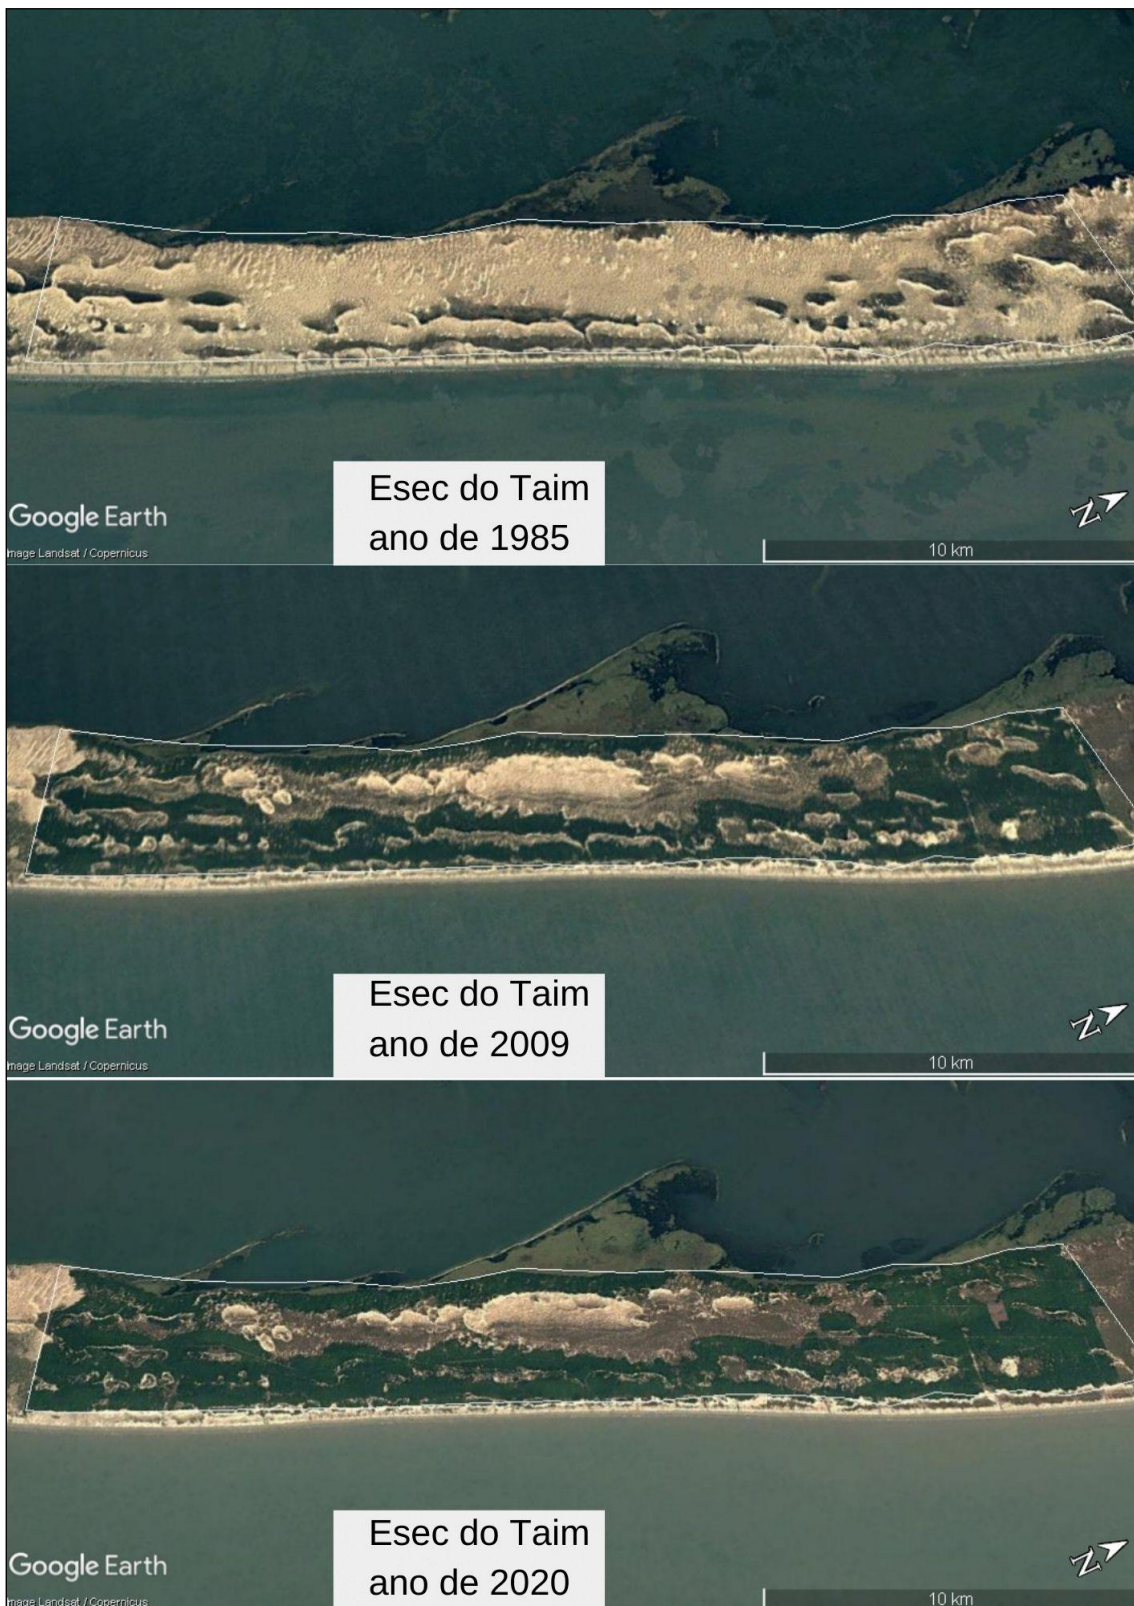 Esec do Taim
ano de 1985
Google Earth
Image Landsat / Copernicus
N
10 km
Esec do Taim
ano de 2009
Google Earth
Image Landsat / Copernicus
N
10 km
Esec do Taim
ano de 2020
Google Earth
Image Landsat / Copernicus
N
10 km